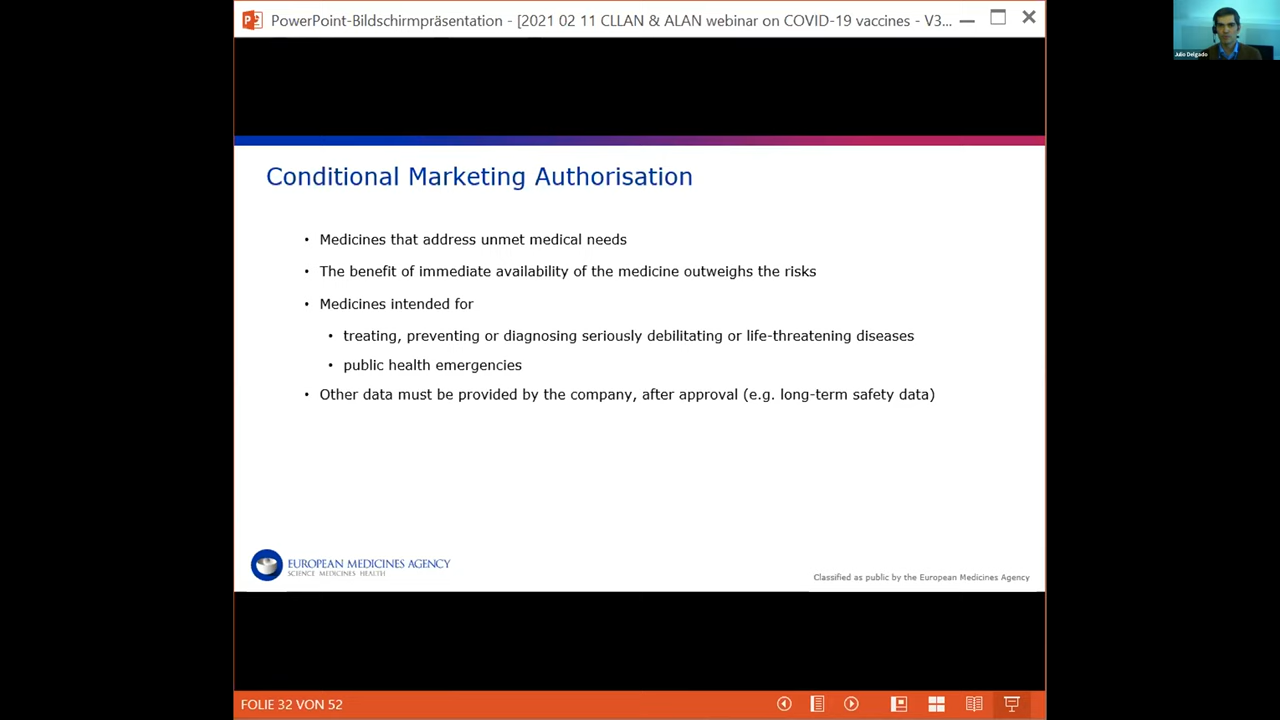 PowerPoint-Bildschirmpräsentation - [2021 02 11 CLLAN & ALAN webinar on COVID-19 vaccines - V3...
Julio Delgado
Conditional Marketing Authorisation
• Medicines that address unmet medical needs
• The benefit of immediate availability of the medicine outweighs the risks
• Medicines intended for
• treating, preventing or diagnosing seriously debilitating or life-threatening diseases
• public health emergencies
• Other data must be provided by the company, after approval (e.g. long-term safety data)
EUROPEAN MEDICINES AGENCY
SCIENCE MEDICINES HEALTH
Classified as public by the European Medicines Agency
FOLIE 32 VON 52